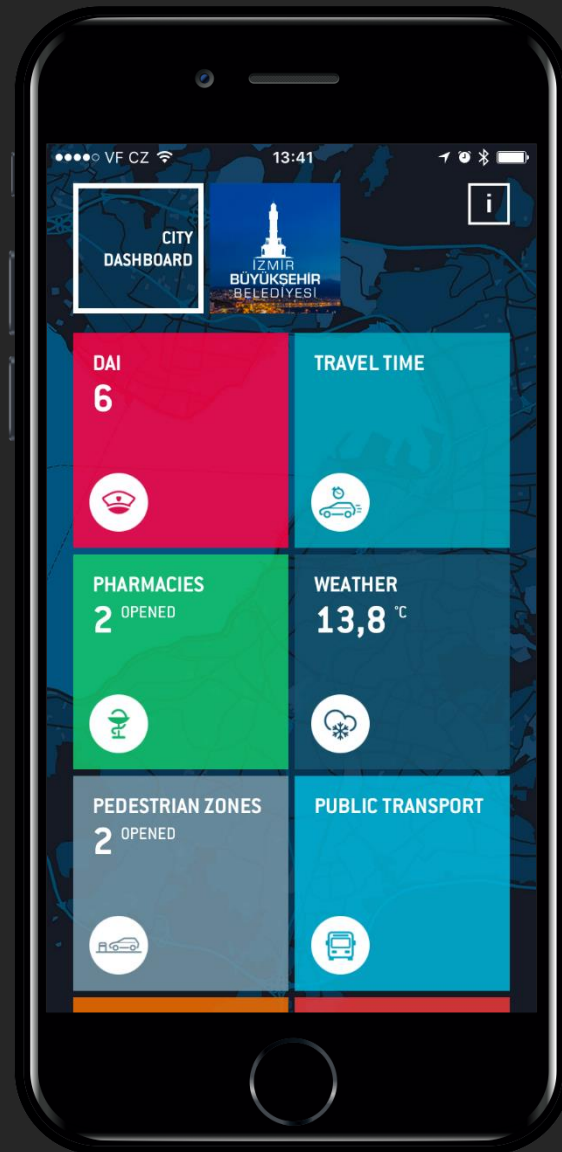 VF CZ 13:41
CITY
DASHBOARD
İZMİR
BÜYÜKŞEHİR
BELEDİYESİ
i
DAI
6
TRAVEL TIME
PHARMACIES
2 OPENED
WEATHER
13,8 °C
PEDESTRIAN ZONES
2 OPENED
PUBLIC TRANSPORT